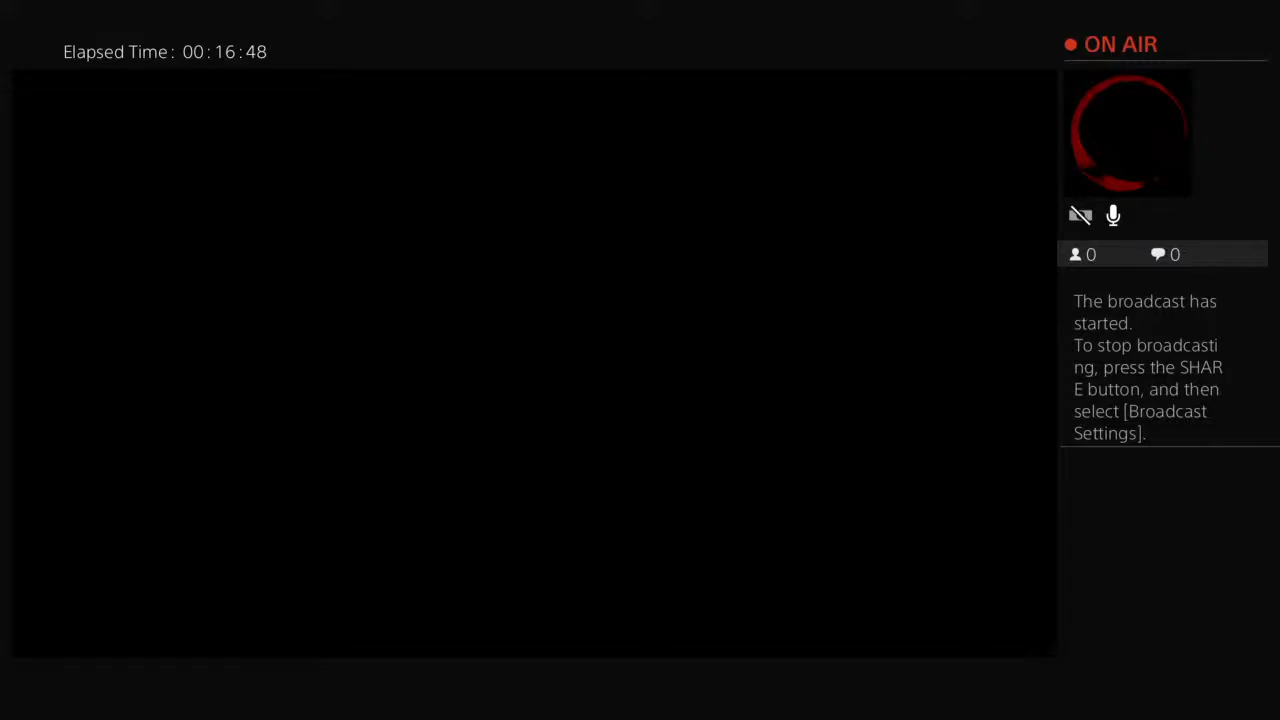 Elapsed Time: 00:16:48
ON AIR
0 0
The broadcast has
started.
To stop broadcasti
ng, press the SHAR
E button, and then
select [Broadcast
Settings].